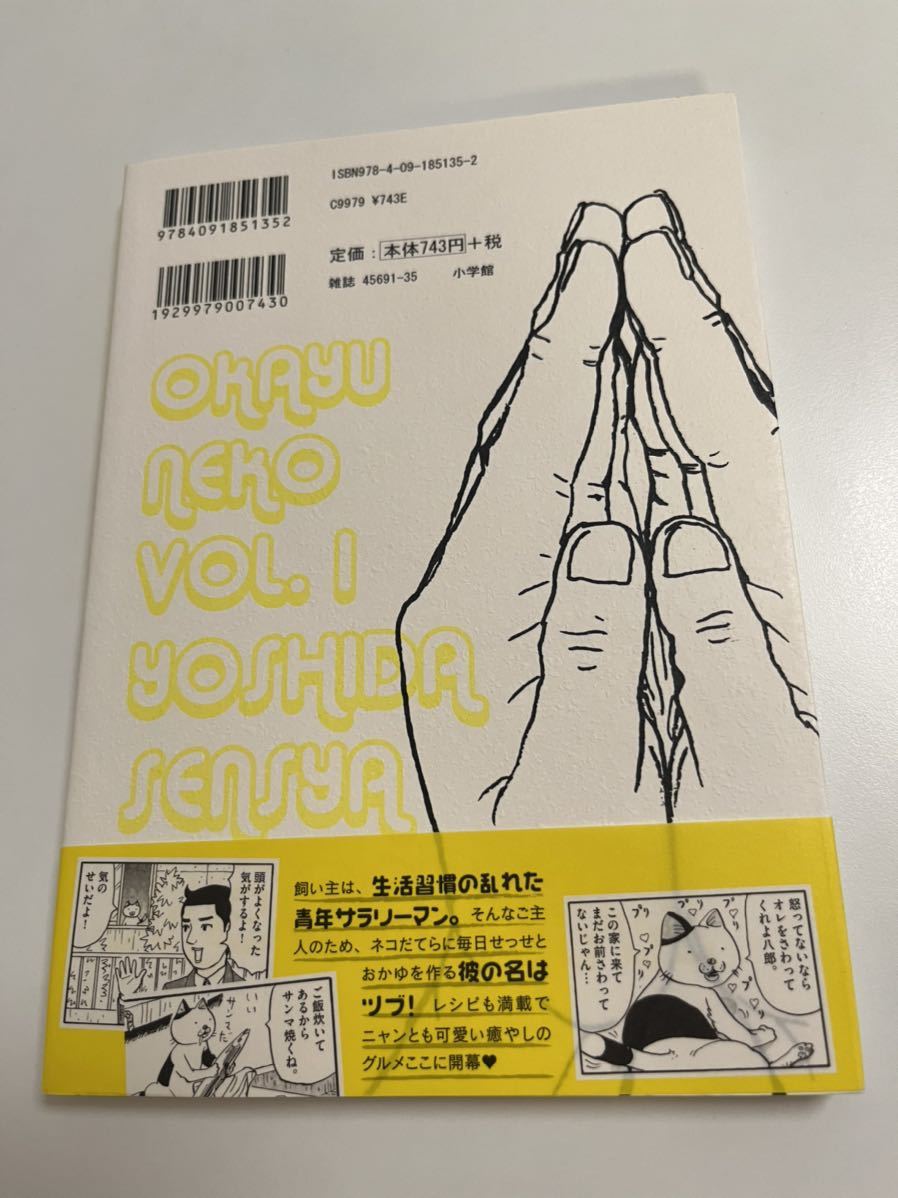 ISBN978-4-09-185135-2
C9979 ¥743E
9784091851352
定価：本体743円＋税
雑誌 45691-35 小学館
1929979007430
OKAYU
NEKO
VOL. 1
YOSHIDA
SENSYA
頭がよくなった
気がするよ！
気の
せいだよ！
ご飯炊いて
あるから
サンマ焼くね。
飼い主は、生活習慣の乱れた
青年サラリーマン。そんなご主
人のため、ネコだてらに毎日せっせと
おかゆを作る彼の名は
ツブ！レシピも満載で
ニャンとも可愛い癒やしの
グルメここに開幕♥
怒ってないなら
オレをさわって
くれよ八郎。
この家に来て
まだお前さわって
ないじゃん…
プリ
プリ
プリ
プリ